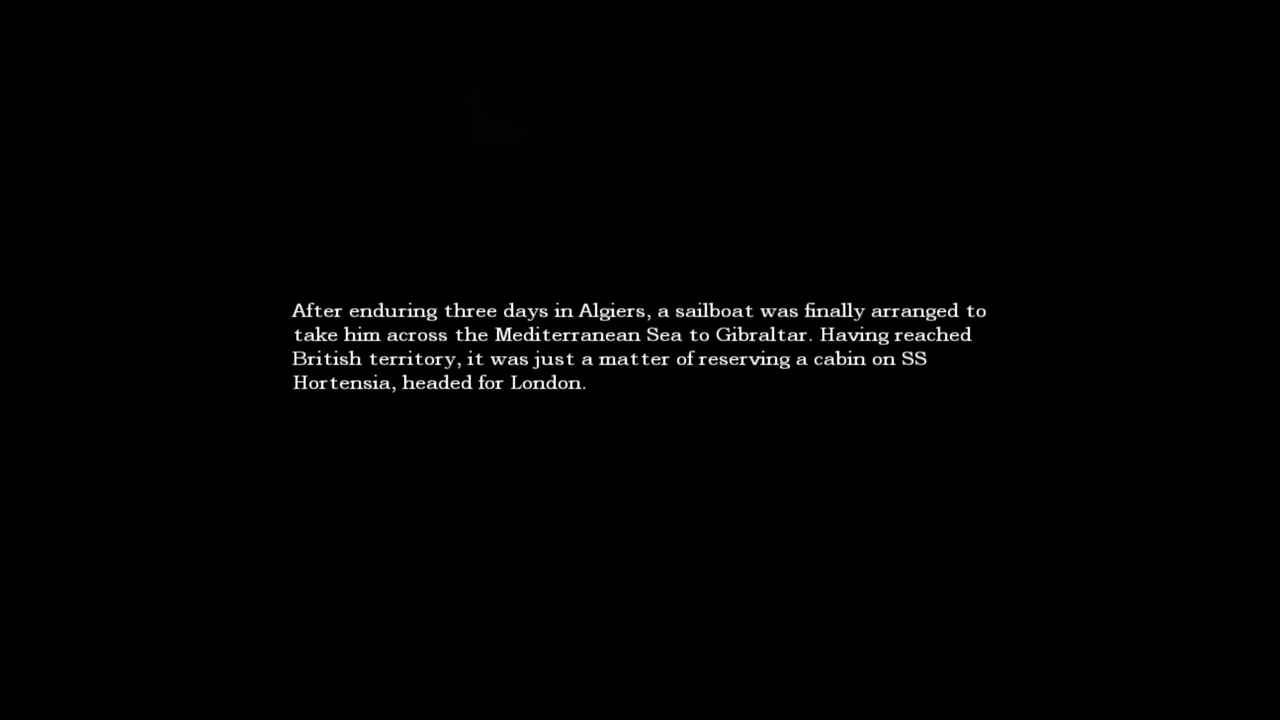 After enduring three days in Algiers, a sailboat was finally arranged to
take him across the Mediterranean Sea to Gibraltar. Having reached
British territory, it was just a matter of reserving a cabin on SS
Hortensia, headed for London.